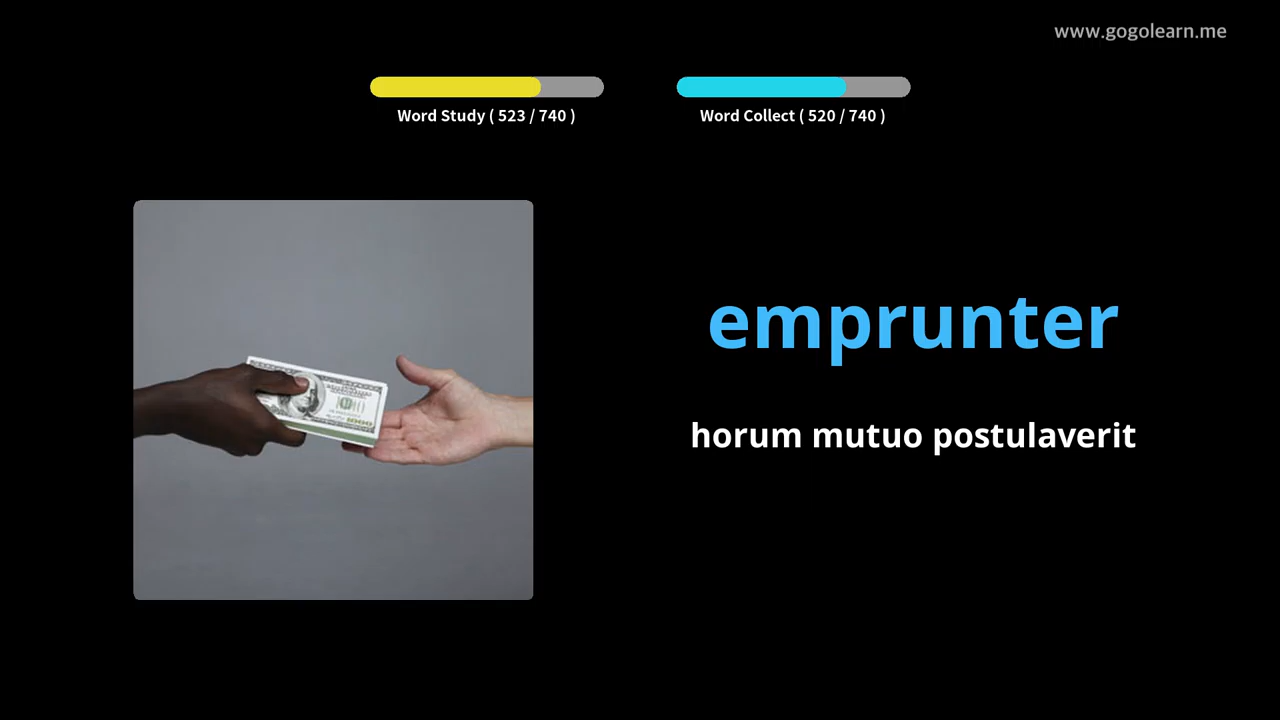 www.gogolearn.me
Word Study ( 523 / 740 )
Word Collect ( 520 / 740 )
emprunter
horum mutuo postulaverit